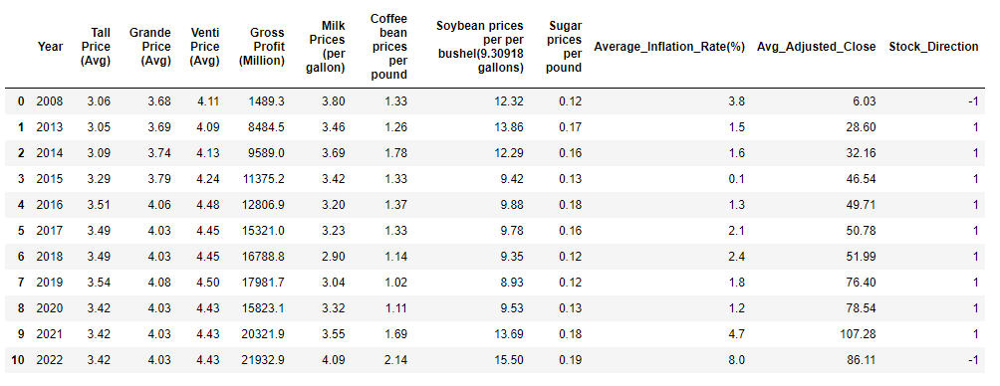 Year Tall Price (Avg) Grande Price (Avg) Venti Price (Avg) Gross Profit (Million) Milk Prices (per gallon) Coffee bean prices per pound Soybean prices per per bushel(9.30918 gallons) Sugar prices per pound Average_Inflation_Rate(%) Avg_Adjusted_Close Stock_Direction
0 2008 3.06 3.68 4.11 1489.3 3.80 1.33 12.32 0.12 3.8 6.03 -1
1 2013 3.05 3.69 4.09 8484.5 3.46 1.26 13.86 0.17 1.5 28.60 1
2 2014 3.09 3.74 4.13 9589.0 3.69 1.78 12.29 0.16 1.6 32.16 1
3 2015 3.29 3.79 4.24 11375.2 3.42 1.33 9.42 0.13 0.1 46.54 1
4 2016 3.51 4.06 4.48 12806.9 3.20 1.37 9.88 0.18 1.3 49.71 1
5 2017 3.49 4.03 4.45 15321.0 3.23 1.33 9.78 0.16 2.1 50.78 1
6 2018 3.49 4.03 4.45 16788.8 2.90 1.14 9.35 0.12 2.4 51.99 1
7 2019 3.54 4.08 4.50 17981.7 3.04 1.02 8.93 0.12 1.8 76.40 1
8 2020 3.42 4.03 4.43 15823.1 3.32 1.11 9.53 0.13 1.2 78.54 1
9 2021 3.42 4.03 4.43 20321.9 3.55 1.69 13.69 0.18 4.7 107.28 1
10 2022 3.42 4.03 4.43 21932.9 4.09 2.14 15.50 0.19 8.0 86.11 -1